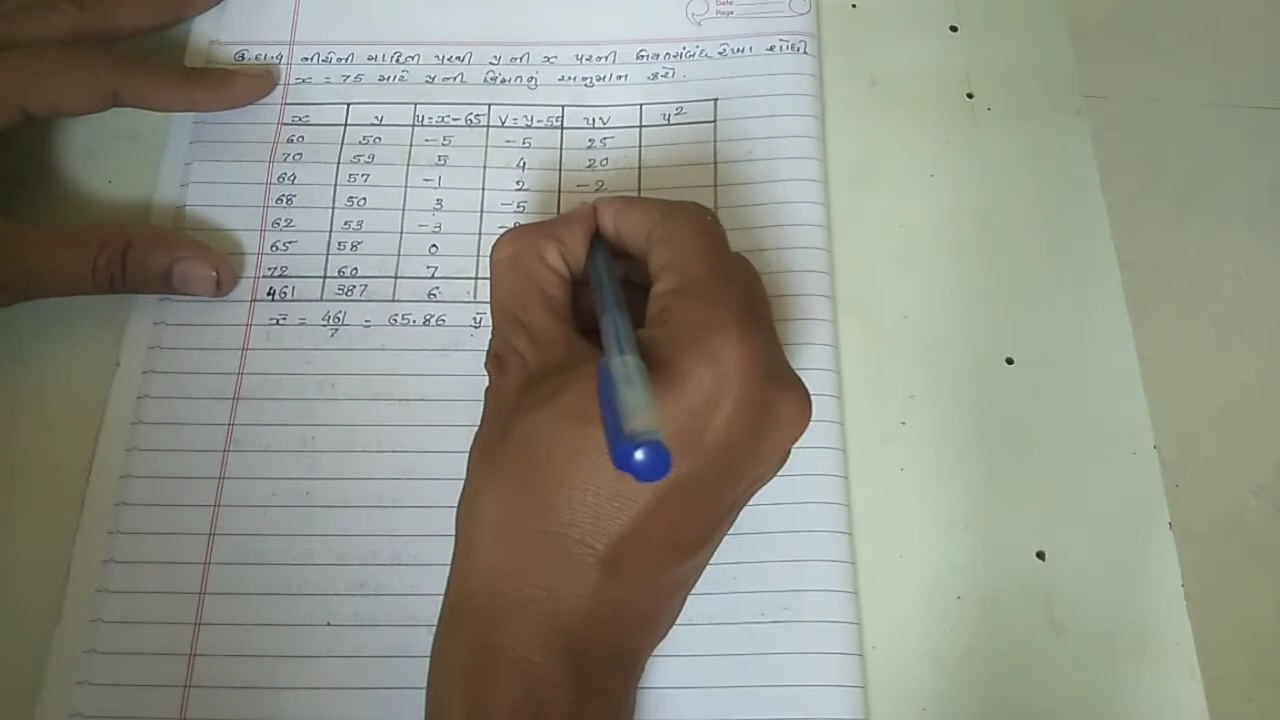 Date
Page
ઉ.દા.4 નીચેની માહિતી પરથી y ની x પરની નિયતસંબંધ રેખા શોધી
x = 75 માટે y ની કિંમતનું અનુમાન કરો.
x y u=x-65 v=y-55 uv u²
60 50 -5 -5 25
70 59 5 4 20
64 57 -1 2 -2
68 50 3 -5
62 53 -3
65 58 0
72 60 7
461 387 6
x̄ = 461/7 = 65.86 ȳ